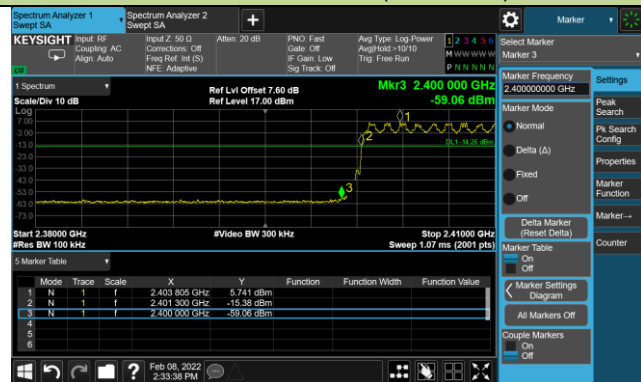 Spectrum Analyzer 1
Swept SA
Spectrum Analyzer 2
Swept SA
+
Marker
KEYSIGHT
Input: RF
Coupling: AC
Align: Auto
Input Z: 50 Ω
Corrections: Off
Freq Ref: Int (S)
NFE: Adaptive
Atten: 20 dB
PNO: Fast
Gate: Off
IF Gain: Low
Sig Track: Off
Avg Type: Log-Power
Avg|Hold:>10/10
Trig: Free Run
1 2 3 4 5 6
M W W W W W
P N N N N N
Select Marker
Marker 3
1 Spectrum
Scale/Div 10 dB
Ref Lvl Offset 7.60 dB
Ref Level 17.00 dBm
Mkr3 2.400 000 GHz
-59.06 dBm
Log
7.00
-3.00
-13.0
-23.0
-33.0
-43.0
-53.0
-63.0
-73.0
1
2
3
DL1 -14.26 dBm
Start 2.38000 GHz
#Res BW 100 kHz
#Video BW 300 kHz
Stop 2.41000 GHz
Sweep 1.07 ms (2001 pts)
5 Marker Table
Mode Trace Scale X Y Function Function Width Function Value
1 N 1 f 2.403 805 GHz 5.741 dBm
2 N 1 f 2.401 300 GHz -15.38 dBm
3 N 1 f 2.400 000 GHz -59.06 dBm
4
5
6
Marker Frequency
2.400000000 GHz
Marker Mode
Normal
Delta (Δ)
Fixed
Off
Delta Marker
(Reset Delta)
Marker Table
On
Off
Marker Settings
Diagram
All Markers Off
Couple Markers
On
Off
Settings
Peak
Search
Pk Search
Config
Properties
Marker
Function
Marker→
Counter
?
Feb 08, 2022
2:33:38 PM